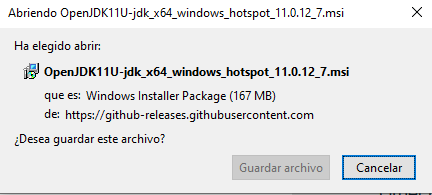 Abriendo OpenJDK11U-jdk_x64_windows_hotspot_11.0.12_7.msi
Ha elegido abrir:
OpenJDK11U-jdk_x64_windows_hotspot_11.0.12_7.msi
que es: Windows Installer Package (167 MB)
de: https://github-releases.githubusercontent.com
¿Desea guardar este archivo?
Guardar archivo Cancelar